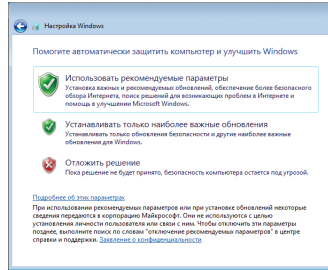 Настройка Windows
Помогите автоматически защитить компьютер и улучшить Windows
Использовать рекомендуемые параметры
Установка важных и рекомендуемых обновлений, обеспечение более безопасного
обзора Интернета, поиск решений для возникающих проблем в Интернете и
помощь в улучшении Microsoft Windows.
Устанавливать только наиболее важные обновления
Устанавливать только обновления безопасности и другие наиболее важные
обновления для Windows.
Отложить решение
Пока решение не будет принято, безопасность компьютера остается под угрозой.
Подробнее об этих параметрах
При использовании рекомендуемых параметров или при установке обновлений некоторые
сведения передаются в корпорацию Майкрософт. Они не используются с целью
установления личности пользователя или связи с ним. Чтобы отключить эти параметры
позднее, выполните поиск по словам "отключение рекомендуемых параметров" в центре
справки и поддержки. Заявление о конфиденциальности